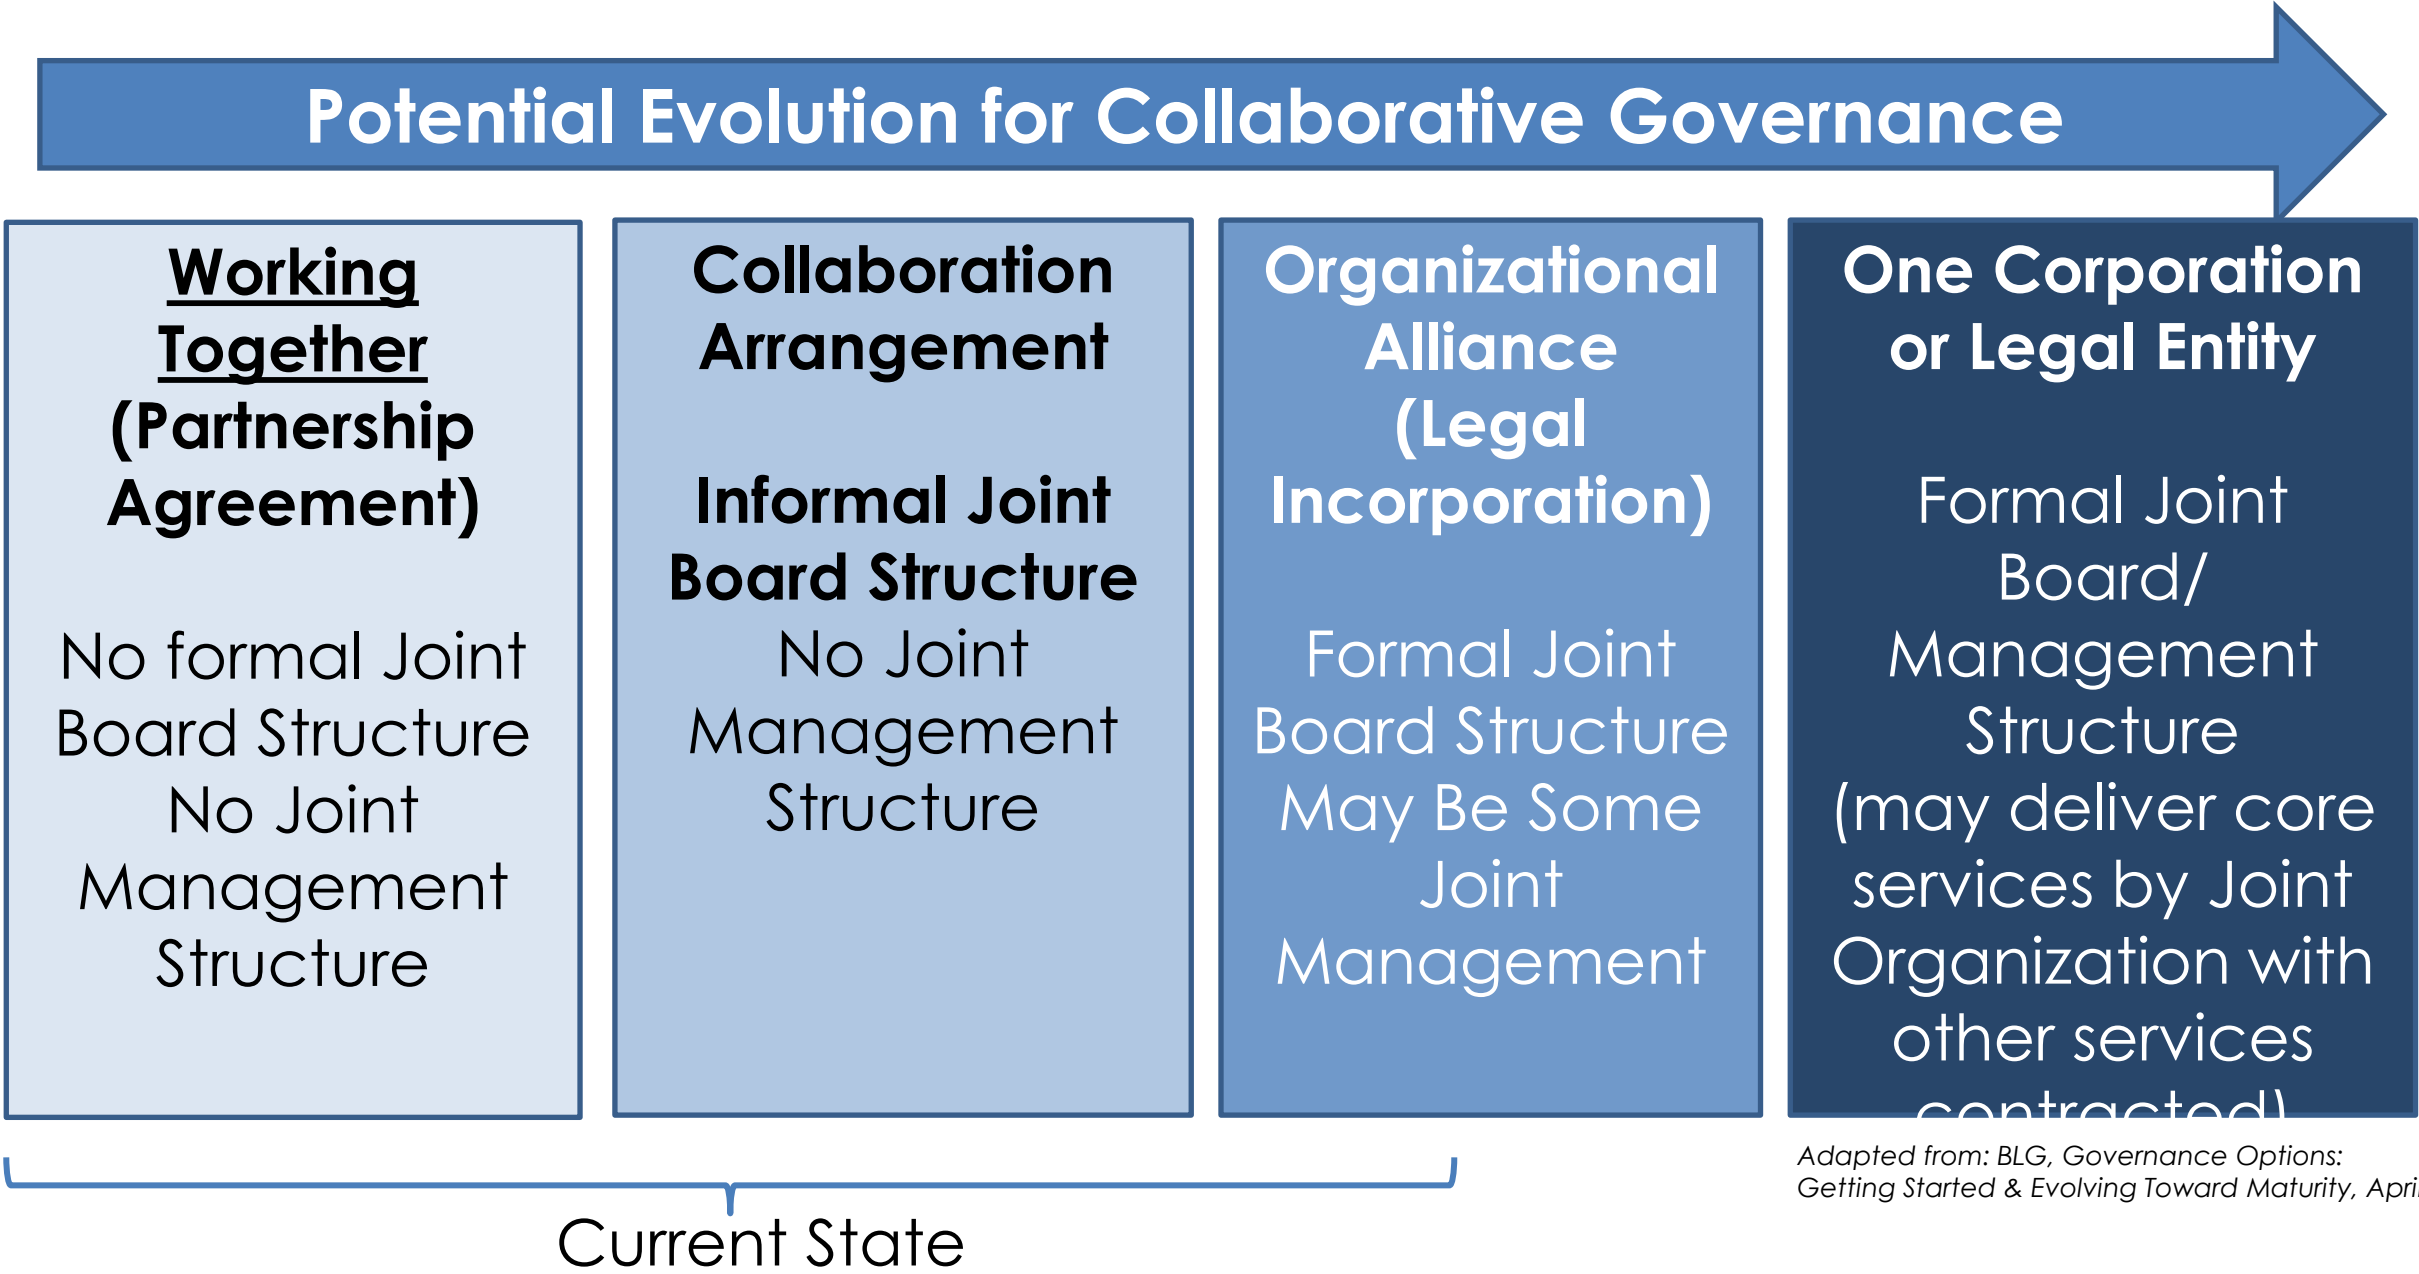 Potential Evolution for Collaborative Governance
Working
Together
(Partnership
Agreement)
No formal Joint
Board Structure
No Joint
Management
Structure
Collaboration
Arrangement
Informal Joint
Board Structure
No Joint
Management
Structure
Organizational
Alliance
(Legal
Incorporation)
Formal Joint
Board Structure
May Be Some
Joint
Management
One Corporation
or Legal Entity
Formal Joint
Board/
Management
Structure
(may deliver core
services by Joint
Organization with
other services
contracted)
Adapted from: BLG, Governance Options:
Getting Started & Evolving Toward Maturity,
Current State